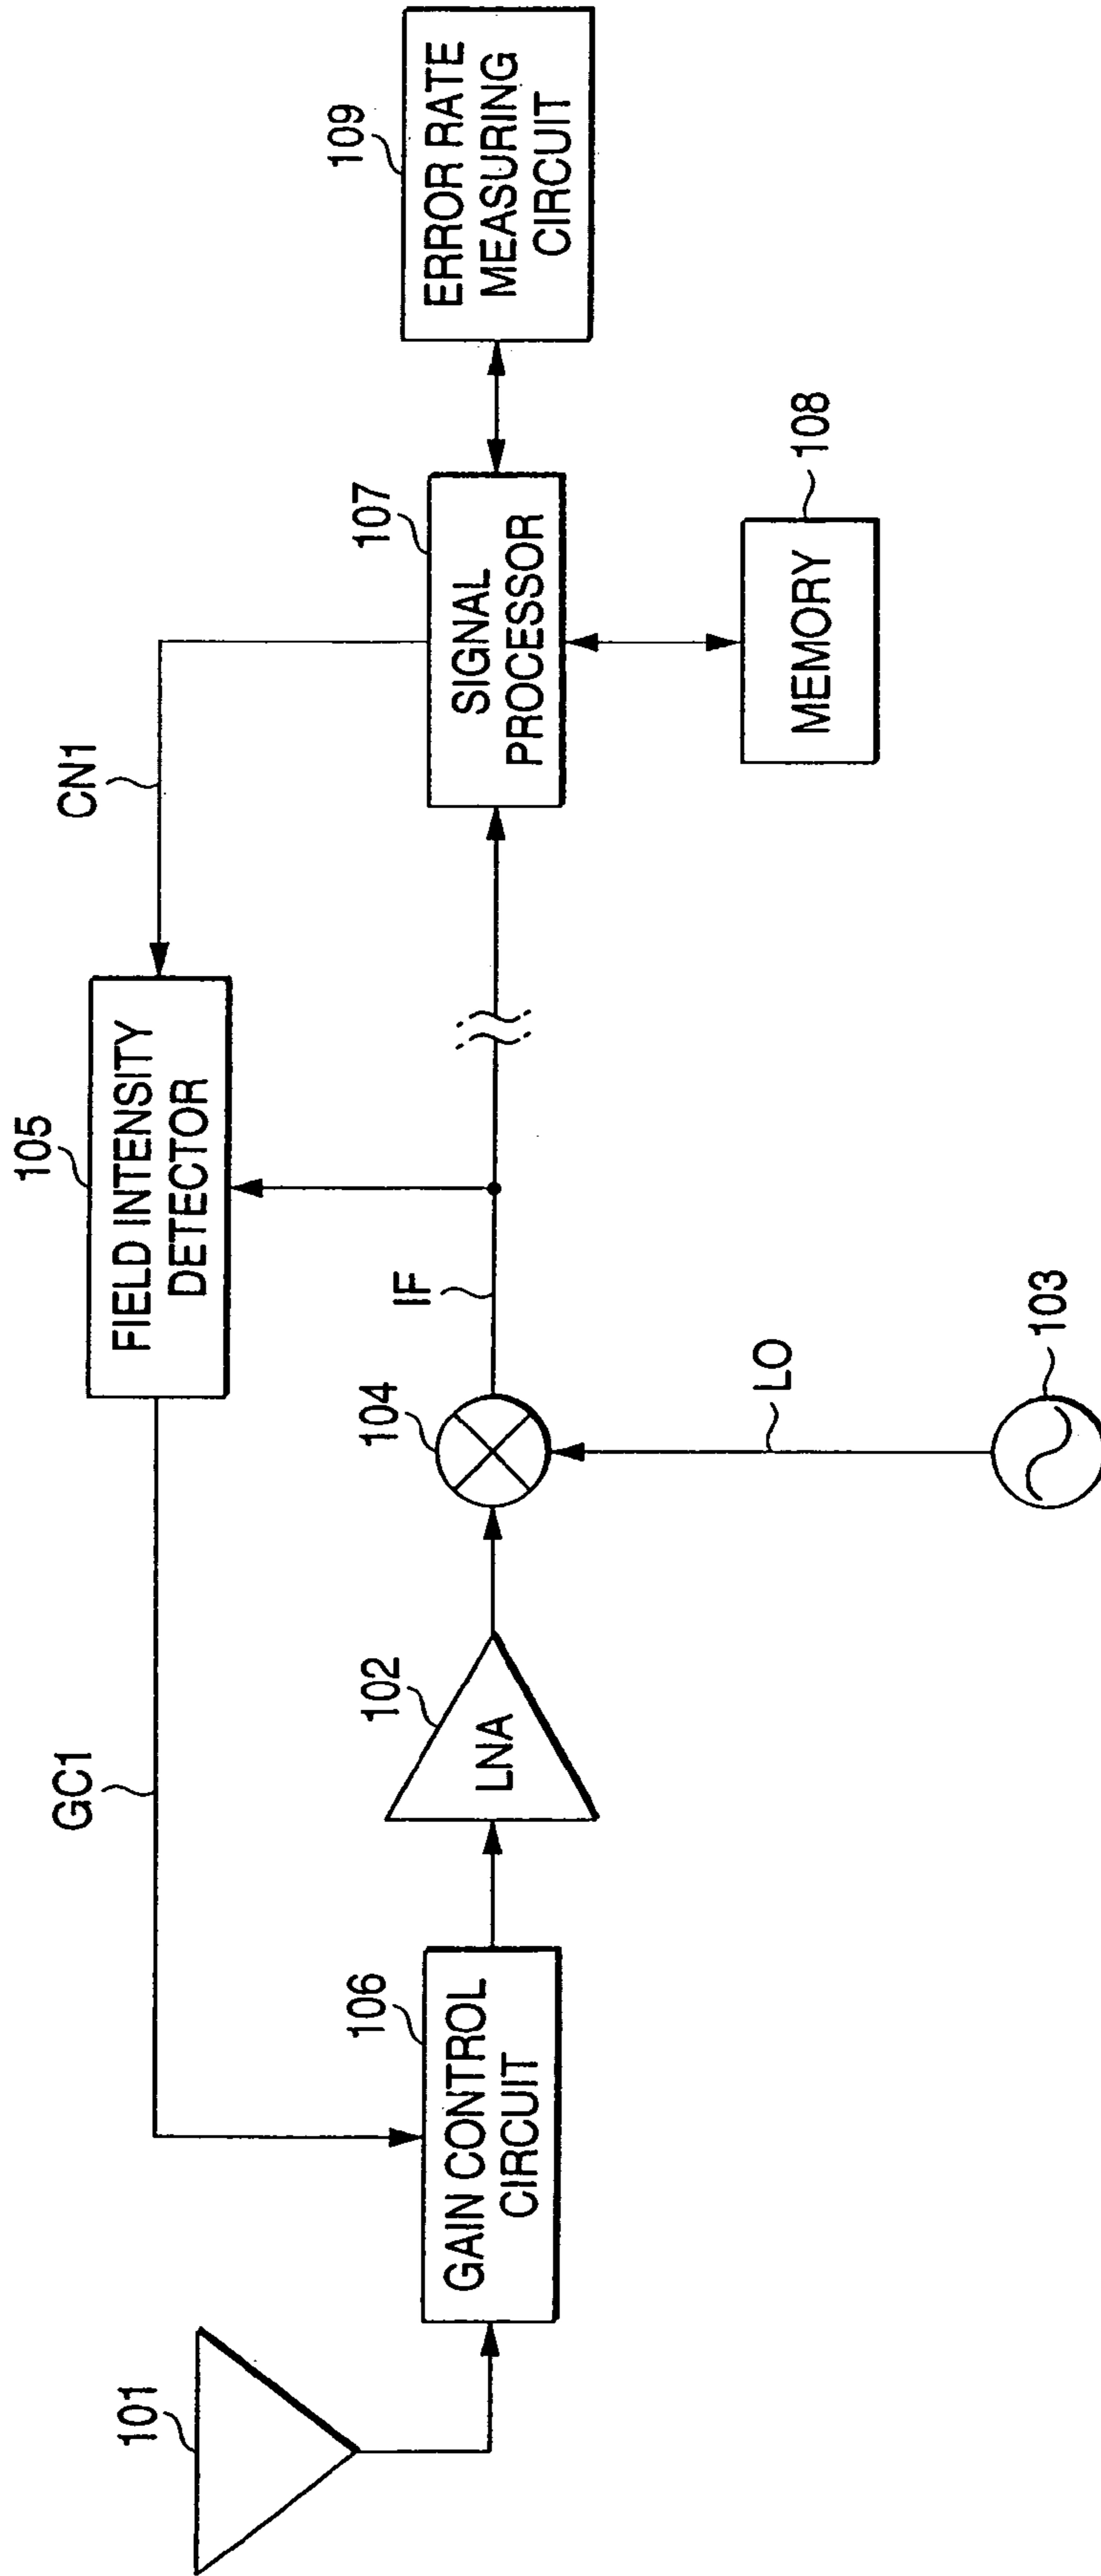 101
GAIN CONTROL
CIRCUIT
106
GC1
LNA
102
104
LO
103
IF
FIELD INTENSITY
DETECTOR
105
CN1
SIGNAL
PROCESSOR
107
MEMORY
108
ERROR RATE
MEASURING
CIRCUIT
109